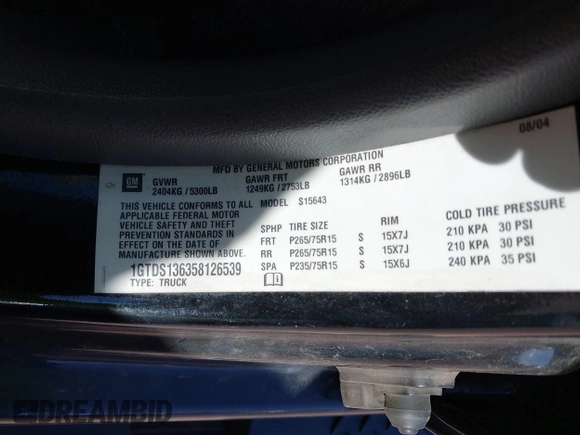 08/04
MFD BY GENERAL MOTORS CORPORATION
GM GVWR GAWR FRT GAWR RR
2404KG / 5300LB 1249KG / 2753LB 1314KG / 2896LB
THIS VEHICLE CONFORMS TO ALL MODEL S15643
APPLICABLE FEDERAL MOTOR
VEHICLE SAFETY AND THEFT
PREVENTION STANDARDS IN
EFFECT ON THE DATE OF
MANUFACTURE SHOWN ABOVE.
1GTDS136358126539
TYPE: TRUCK
SPHP TIRE SIZE RIM COLD TIRE PRESSURE
FRT P265/75R15 S 15X7J 210 KPA 30 PSI
RR P265/75R15 S 15X7J 210 KPA 30 PSI
SPA P235/75R15 S 15X6J 240 KPA 35 PSI
DREAMBID